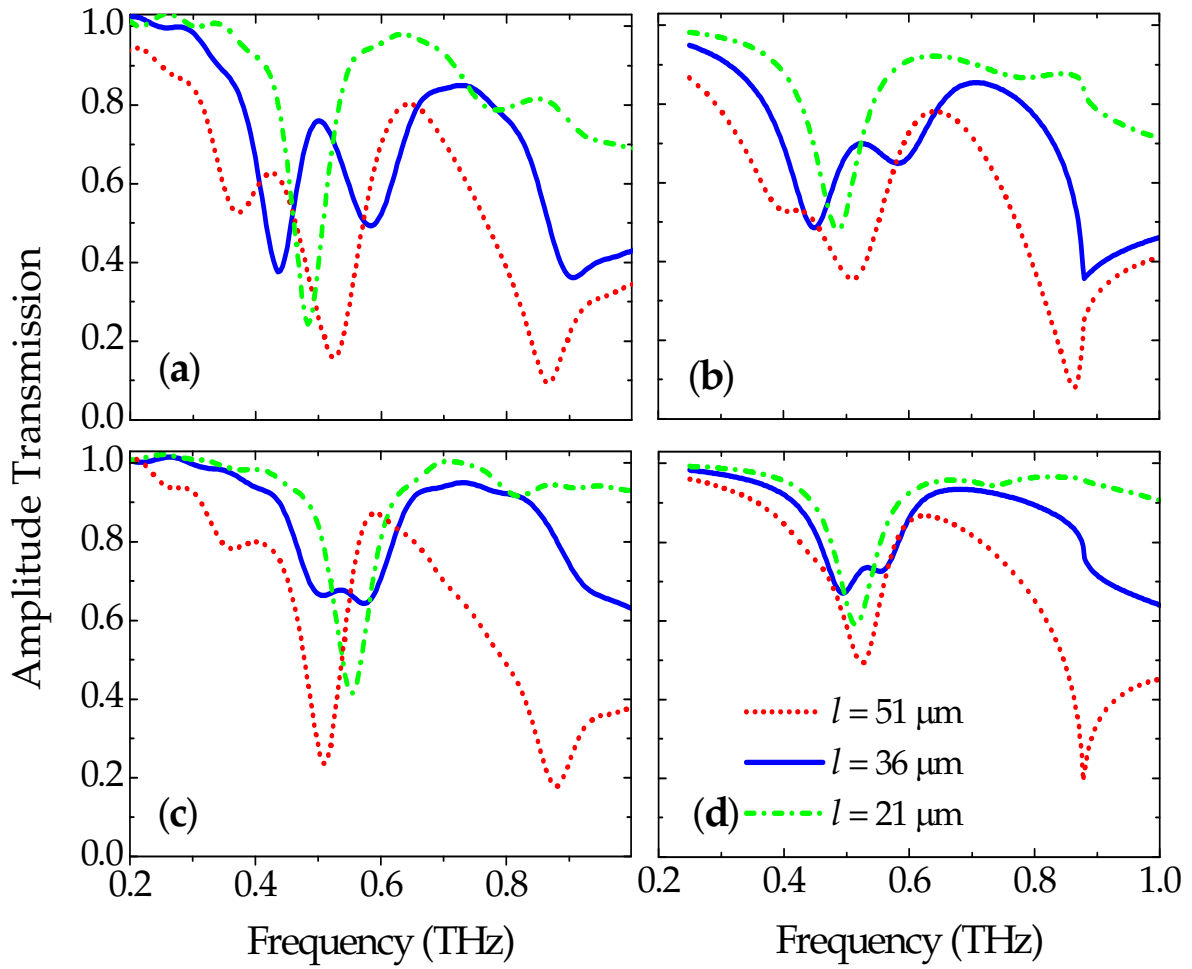 Amplitude Transmission
1.0
0.8
0.6
0.4
0.2
0.0
(a)
(b)
1.0
0.8
0.6
0.4
0.2
0.0
(c)
l = 51 μm
l = 36 μm
(d) l = 21 μm
0.2 0.4 0.6 0.8 0.2 0.4 0.6 0.8 1.0
Frequency (THz) Frequency (THz)